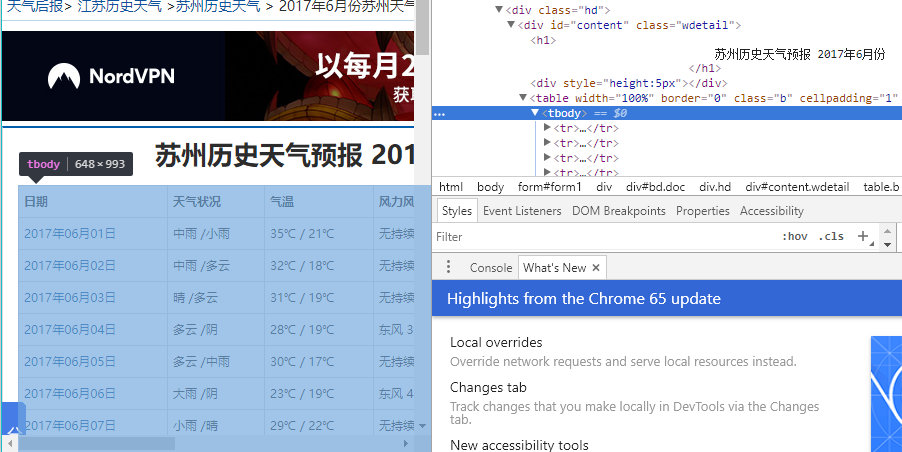 天气后报> 江苏历史天气 >苏州历史天气 > 2017年6月份苏州天气
NordVPN
以每月2
获
tbody 648 × 993
苏州历史天气预报 201
日期 天气状况 气温 风力风
2017年06月01日 中雨 /小雨 35℃ / 21℃ 无持续
2017年06月02日 中雨 /多云 32℃ / 18℃ 无持续
2017年06月03日 晴 /多云 31℃ / 19℃ 无持续
2017年06月04日 多云 /阴 28℃ / 19℃ 东风 3
2017年06月05日 多云 /中雨 30℃ / 17℃ 无持续
2017年06月06日 大雨 /阴 23℃ / 19℃ 东风 4
2017年06月07日 小雨 /晴 29℃ / 22℃ 无持续
<div class="hd">
<div id="content" class="wdetail">
<h1>
苏州历史天气预报 2017年6月份
</h1>
<div style="height:5px"></div>
<table width="100%" border="0" class="b" cellpadding="1"
<tbody> == $0
<tr>…</tr>
<tr>…</tr>
<tr>…</tr>
<tr>…</tr>
html body form#form1 div div#bd.doc div.hd div#content.wdetail table.b
Styles Event Listeners DOM Breakpoints Properties Accessibility
Filter :hov .cls +
Console What's New ×
Highlights from the Chrome 65 update
Local overrides
Override network requests and serve local resources instead.
Changes tab
Track changes that you make locally in DevTools via the Changes
tab.
New accessibility tools